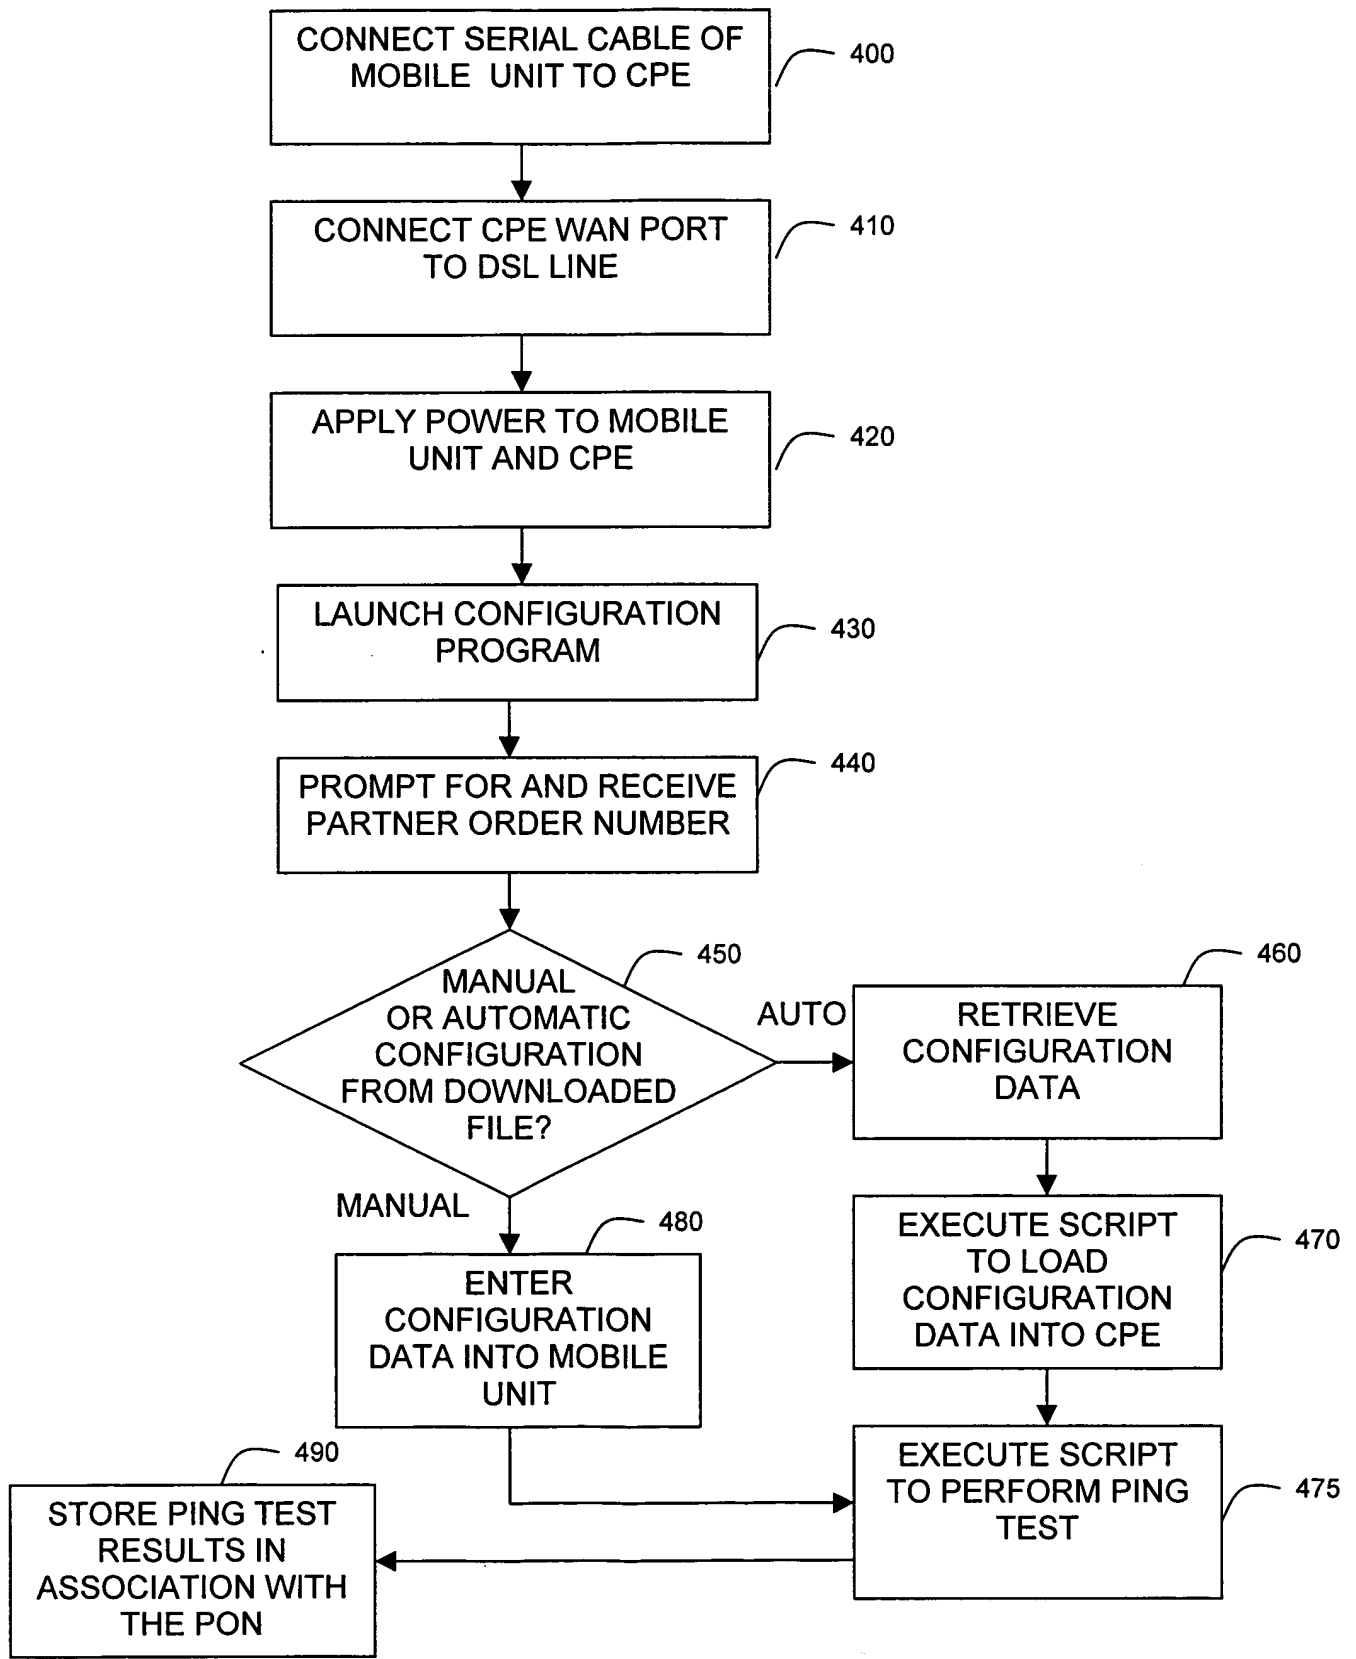 CONNECT SERIAL CABLE OF
MOBILE UNIT TO CPE
400
CONNECT CPE WAN PORT
TO DSL LINE
410
APPLY POWER TO MOBILE
UNIT AND CPE
420
LAUNCH CONFIGURATION
PROGRAM
430
PROMPT FOR AND RECEIVE
PARTNER ORDER NUMBER
440
MANUAL
OR AUTOMATIC
CONFIGURATION
FROM DOWNLOADED
FILE?
450
AUTO
RETRIEVE
CONFIGURATION
DATA
460
MANUAL
EXECUTE SCRIPT
TO LOAD
CONFIGURATION
DATA INTO CPE
470
ENTER
CONFIGURATION
DATA INTO MOBILE
UNIT
480
EXECUTE SCRIPT
TO PERFORM PING
TEST
475
STORE PING TEST
RESULTS IN
ASSOCIATION WITH
THE PON
490